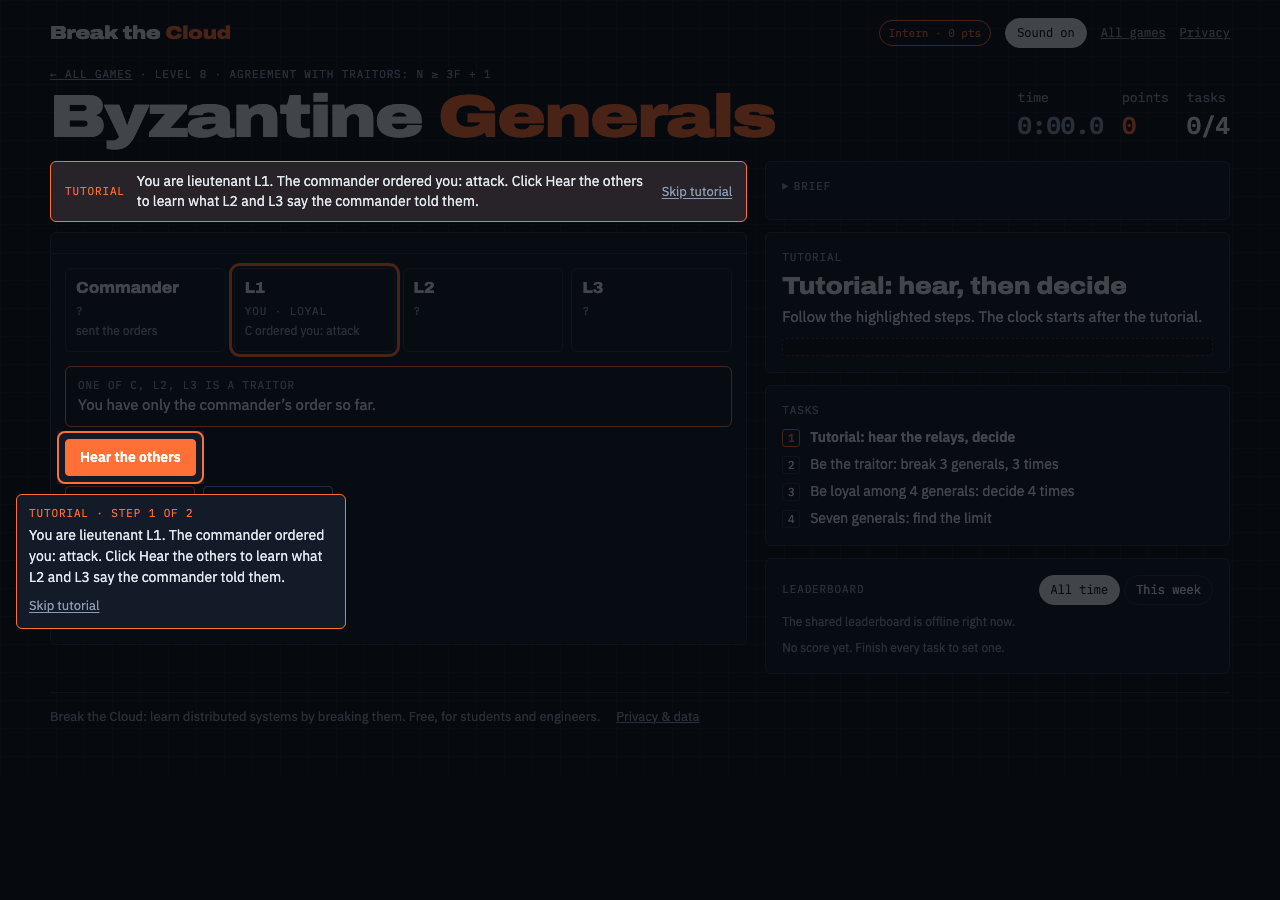 Break the Cloud
Intern · 0 pts
Sound on
All games
Privacy
← ALL GAMES · LEVEL 8 · AGREEMENT WITH TRAITORS: N ≥ 3F + 1
Byzantine Generals
time
points
tasks
0:00.0
0
0/4
TUTORIAL
You are lieutenant L1. The commander ordered you: attack. Click Hear the others
to learn what L2 and L3 say the commander told them.
Skip tutorial
▸ BRIEF
Commander
?
sent the orders
L1
YOU · LOYAL
C ordered you: attack
L2
?
L3
?
ONE OF C, L2, L3 IS A TRAITOR
You have only the commander’s order so far.
Hear the others
TUTORIAL · STEP 1 OF 2
You are lieutenant L1. The commander ordered
you: attack. Click Hear the others to learn what
L2 and L3 say the commander told them.
Skip tutorial
TUTORIAL
Tutorial: hear, then decide
Follow the highlighted steps. The clock starts after the tutorial.
TASKS
1 Tutorial: hear the relays, decide
2 Be the traitor: break 3 generals, 3 times
3 Be loyal among 4 generals: decide 4 times
4 Seven generals: find the limit
LEADERBOARD
All time
This week
The shared leaderboard is offline right now.
No score yet. Finish every task to set one.
Break the Cloud: learn distributed systems by breaking them. Free, for students and engineers.
Privacy & data